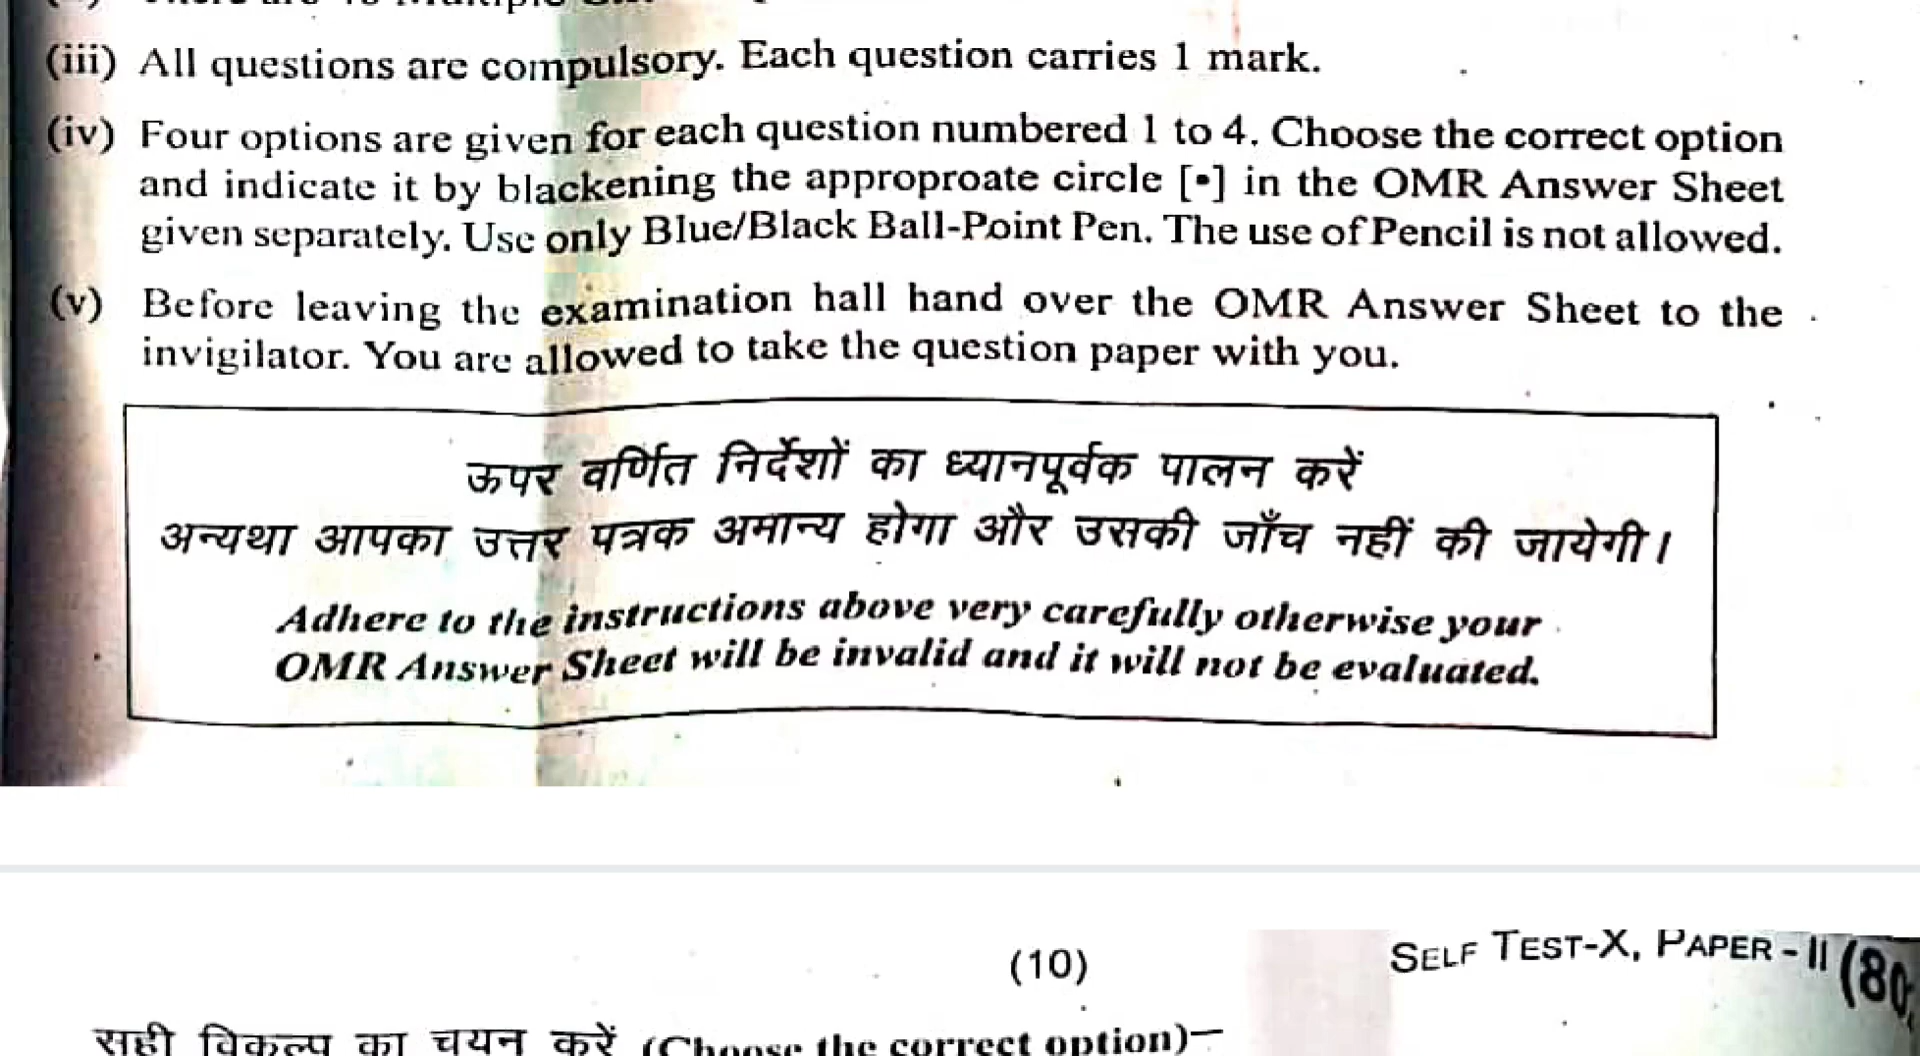 (iii) All questions are compulsory. Each question carries 1 mark.
(iv) Four options are given for each question numbered 1 to 4. Choose the correct option
and indicate it by blackening the approproate circle [•] in the OMR Answer Sheet
given separately. Use only Blue/Black Ball-Point Pen. The use of Pencil is not allowed.
(v) Before leaving the examination hall hand over the OMR Answer Sheet to the
invigilator. You are allowed to take the question paper with you.
ऊपर वर्णित निर्देशों का ध्यानपूर्वक पालन करें
अन्यथा आपका उत्तर पत्रक अमान्य होगा और उसकी जाँच नहीं की जायेगी।
Adhere to the instructions above very carefully otherwise your
OMR Answer Sheet will be invalid and it will not be evaluated.
(10)
SELF TEST-X, PAPER - II (80
सही विकल्प का चयन करें (Choose the correct option)—